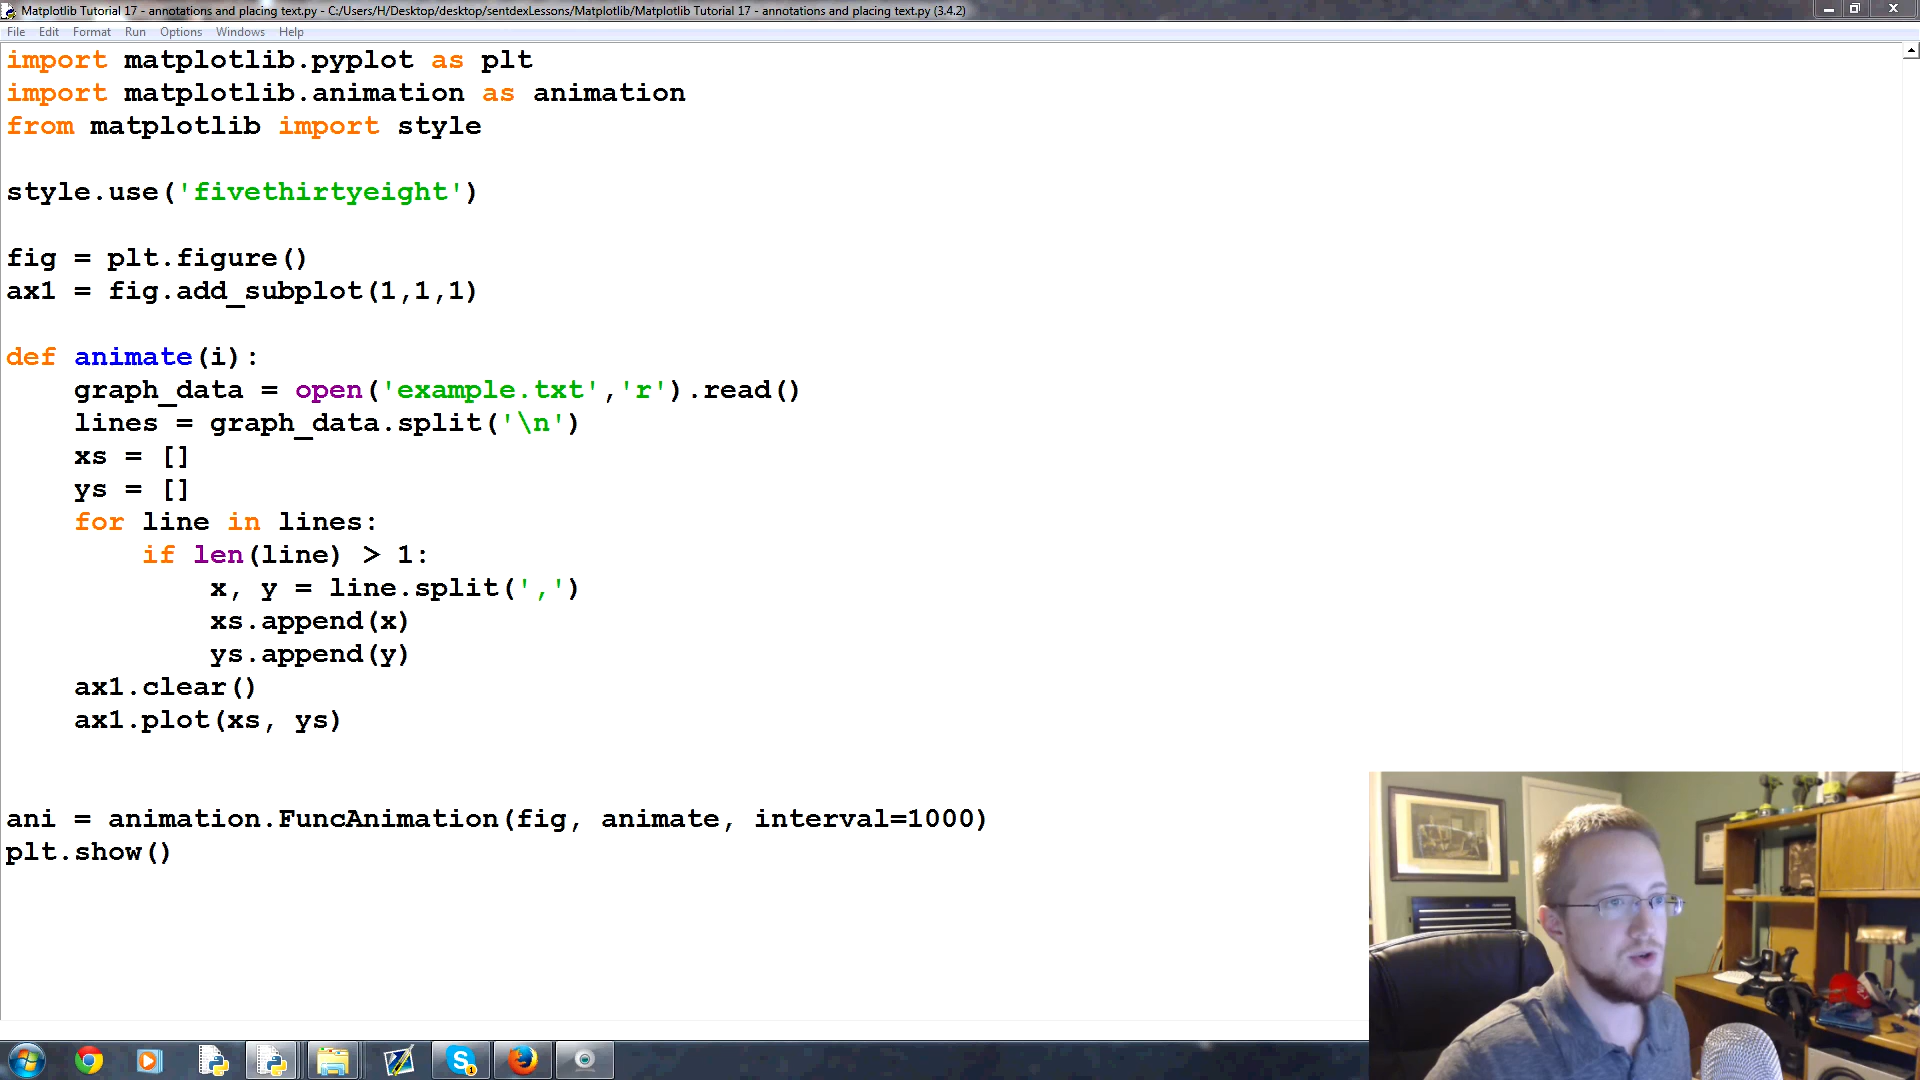 Matplotlib Tutorial 17 - annotations and placing text.py - C:/Users/H/Desktop/desktop/sentdexLessons/Matplotlib/Matplotlib Tutorial 17 - annotations and placing text.py (3.4.2)
File Edit Format Run Options Windows Help
import matplotlib.pyplot as plt
import matplotlib.animation as animation
from matplotlib import style
style.use('fivethirtyeight')
fig = plt.figure()
ax1 = fig.add_subplot(1,1,1)
def animate(i):
    graph_data = open('example.txt','r').read()
    lines = graph_data.split('\n')
    xs = []
    ys = []
    for line in lines:
        if len(line) > 1:
            x, y = line.split(',')
            xs.append(x)
            ys.append(y)
    ax1.clear()
    ax1.plot(xs, ys)
ani = animation.FuncAnimation(fig, animate, interval=1000)
plt.show()